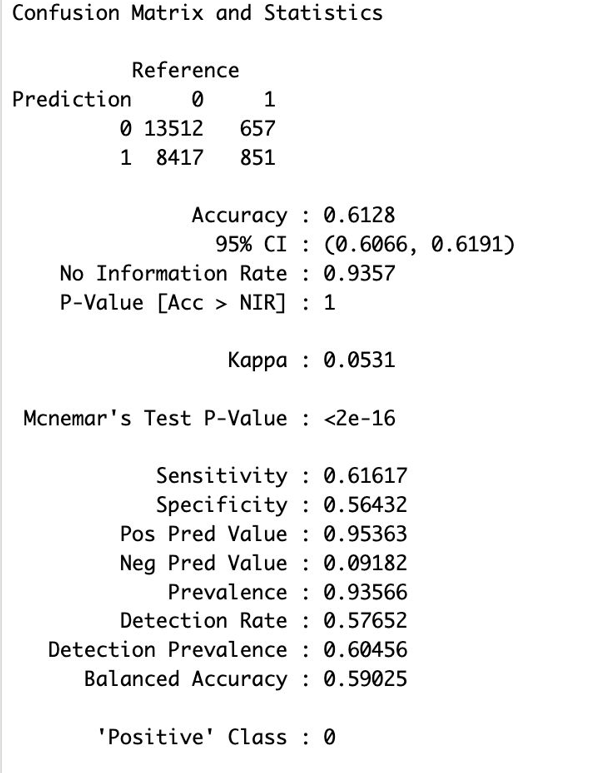 Confusion Matrix and Statistics
Reference
Prediction 0 1
0 13512 657
1 8417 851
Accuracy : 0.6128
95% CI : (0.6066, 0.6191)
No Information Rate : 0.9357
P-Value [Acc > NIR] : 1
Kappa : 0.0531
Mcnemar's Test P-Value : <2e-16
Sensitivity : 0.61617
Specificity : 0.56432
Pos Pred Value : 0.95363
Neg Pred Value : 0.09182
Prevalence : 0.93566
Detection Rate : 0.57652
Detection Prevalence : 0.60456
Balanced Accuracy : 0.59025
'Positive' Class : 0